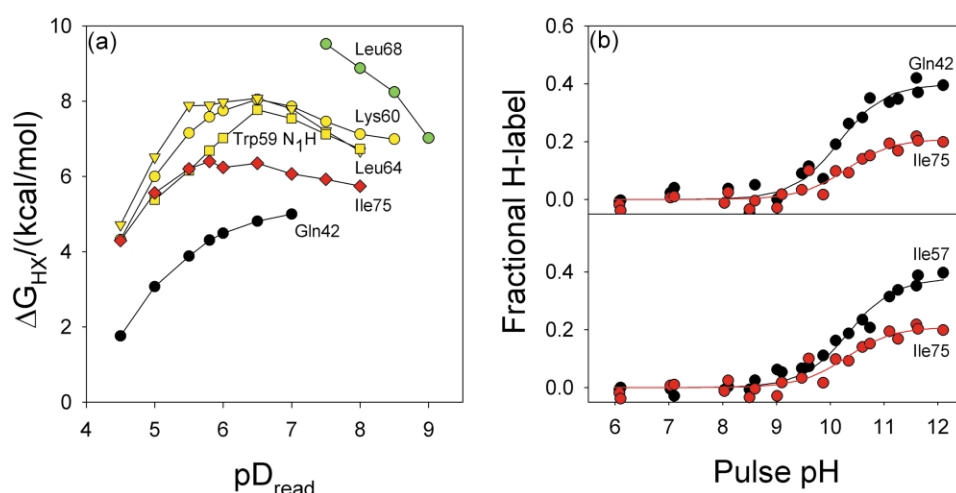 (a)
10
8
6
4
2
0
ΔG_HX/(kcal/mol)
Leu68
Lys60
Trp59 N₁H
Leu64
Ile75
Gln42
4 5 6 7 8 9
pD_read
(b)
0.6
0.4
0.2
0.0
Gln42
Ile75
Fractional H-label
0.4
0.2
0.0
Ile57
Ile75
6 7 8 9 10 11 12
Pulse pH